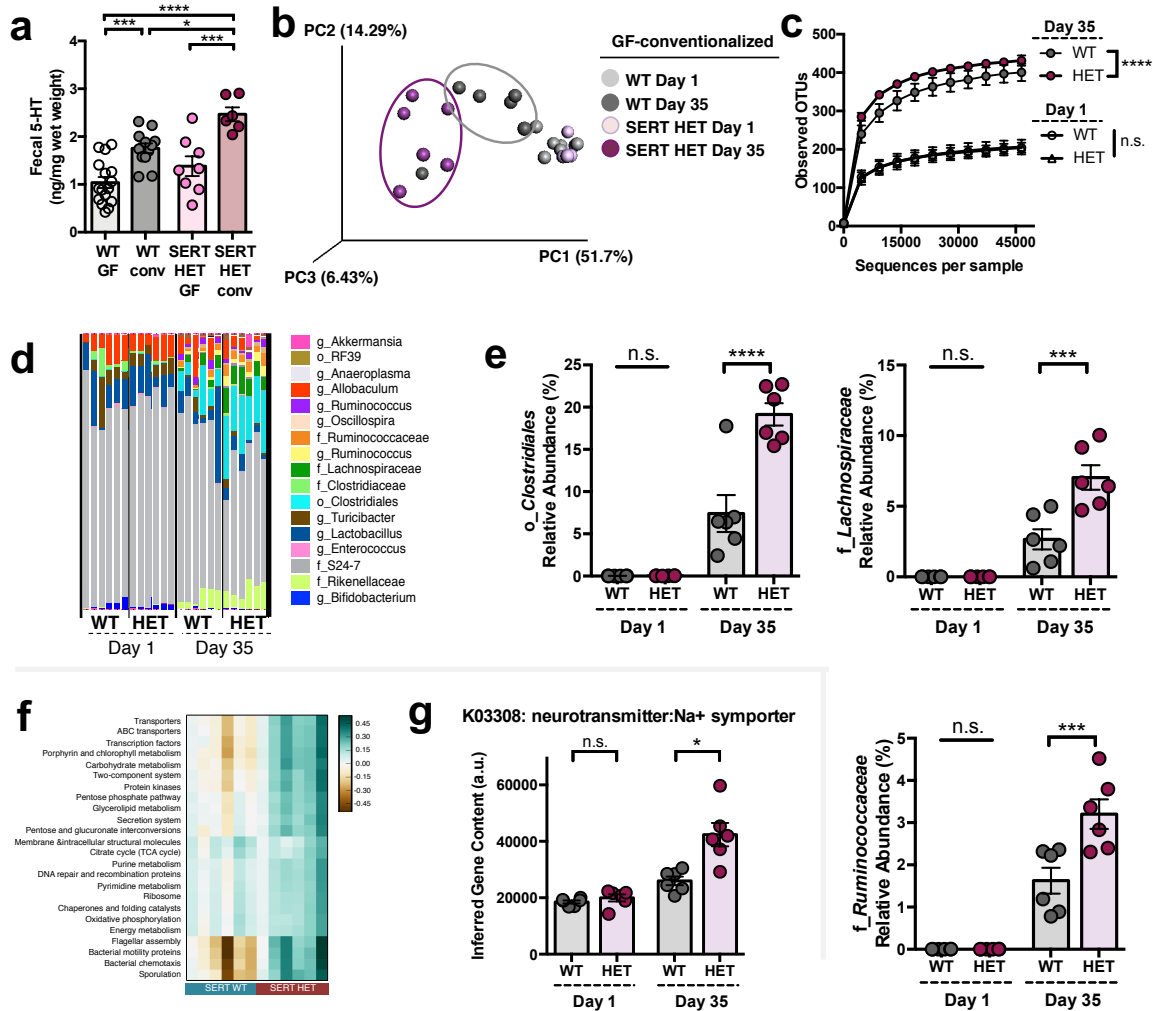 a
****
***
*
***
Fecal 5-HT
(ng/mg wet weight)
4
3
2
1
0
WT
GF
WT
conv
SERT
HET
GF
SERT
HET
conv
b
PC2 (14.29%)
PC3 (6.43%)
PC1 (51.7%)
GF-conventionalized
WT Day 1
WT Day 35
SERT HET Day 1
SERT HET Day 35
c
Observed OTUs
500
400
300
200
100
0
0 15000 30000 45000
Sequences per sample
Day 35
WT
HET
****
Day 1
WT
HET
n.s.
d
WT HET WT HET
Day 1 Day 35
g_Akkermansia
o_RF39
g_Anaeroplasma
g_Allobaculum
g_Ruminococcus
g_Oscillospira
f_Ruminococcaceae
g_Ruminococcus
f_Lachnospiraceae
f_Clostridiaceae
o_Clostridiales
g_Turicibacter
g_Lactobacillus
g_Enterococcus
f_S24-7
f_Rikenellaceae
g_Bifidobacterium
e
o_Clostridiales
Relative Abundance (%)
25
20
15
10
5
0
n.s. ****
WT HET WT HET
Day 1 Day 35
f_Lachnospiraceae
Relative Abundance (%)
15
10
5
0
n.s. ***
WT HET WT HET
Day 1 Day 35
f
Transporters
ABC transporters
Transcription factors
Porphyrin and chlorophyll metabolism
Carbohydrate metabolism
Two-component system
Protein kinases
Pentose phosphate pathway
Glycerolipid metabolism
Secretion system
Pentose and glucuronate interconversions
Membrane &intracellular structural molecules
Citrate cycle (TCA cycle)
Purine metabolism
DNA repair and recombination proteins
Pyrimidine metabolism
Ribosome
Chaperones and folding catalysts
Oxidative phosphorylation
Energy metabolism
Flagellar assembly
Bacterial motility proteins
Bacterial chemotaxis
Sporulation
SERT WT SERT HET
0.45
0.30
0.15
0.00
-0.15
-0.30
-0.45
g
K03308: neurotransmitter:Na+ symporter
Inferred Gene Content (a.u.)
60000
40000
20000
0
n.s. *
WT HET WT HET
Day 1 Day 35
f_Ruminococcaceae
Relative Abundance (%)
5
4
3
2
1
0
n.s. ***
WT HET WT HET
Day 1 Day 35